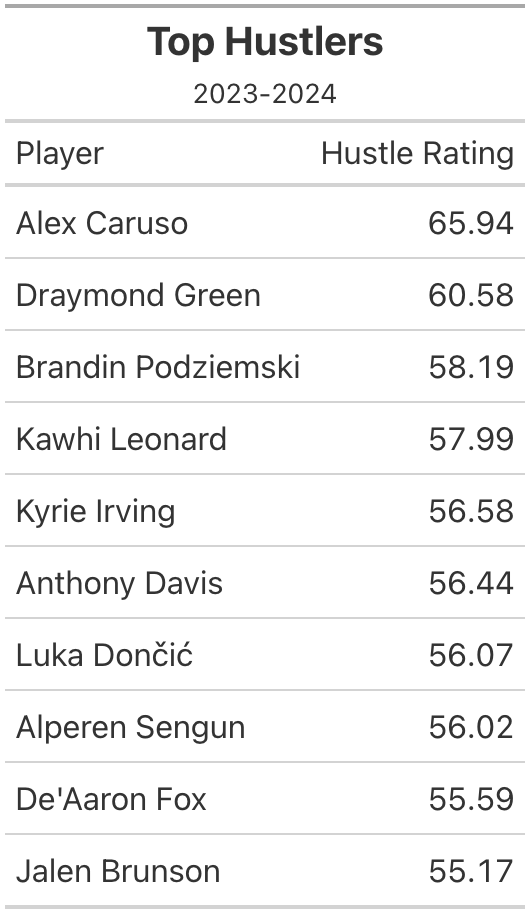 Top Hustlers
2023-2024
Player Hustle Rating
Alex Caruso 65.94
Draymond Green 60.58
Brandin Podziemski 58.19
Kawhi Leonard 57.99
Kyrie Irving 56.58
Anthony Davis 56.44
Luka Dončić 56.07
Alperen Sengun 56.02
De'Aaron Fox 55.59
Jalen Brunson 55.17